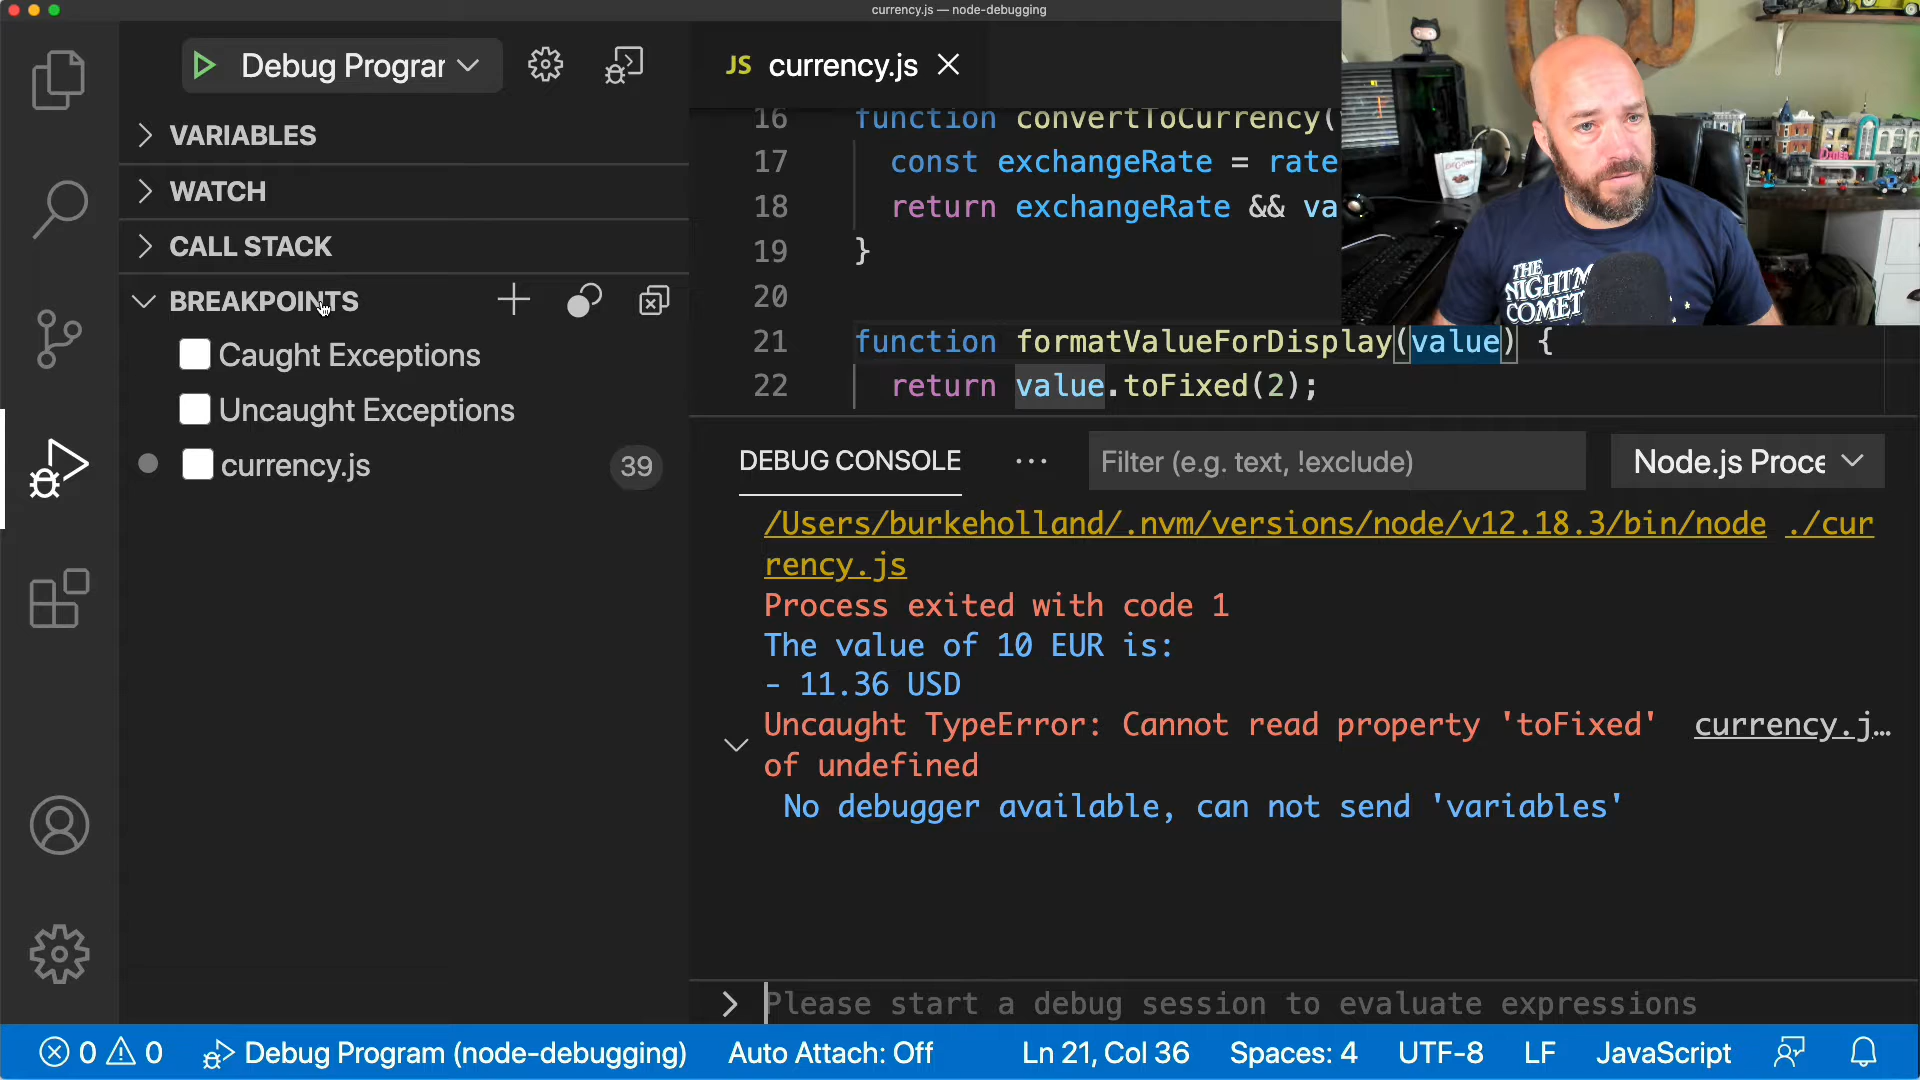 currency.js — node-debugging
Debug Prograr
JS currency.js
VARIABLES
WATCH
CALL STACK
BREAKPOINTS
Caught Exceptions
Uncaught Exceptions
currency.js 39
16 function convertToCurrency(
17 const exchangeRate = rate
18 return exchangeRate && va
19 }
20
21 function formatValueForDisplay(value) {
22 return value.toFixed(2);
THE
NIGHTM
COMET
DEBUG CONSOLE ··· Filter (e.g. text, !exclude) Node.js Proce
/Users/burkeholland/.nvm/versions/node/v12.18.3/bin/node ./cur
rency.js
Process exited with code 1
The value of 10 EUR is:
- 11.36 USD
Uncaught TypeError: Cannot read property 'toFixed' currency.j…
of undefined
No debugger available, can not send 'variables'
Please start a debug session to evaluate expressions
0 0 Debug Program (node-debugging) Auto Attach: Off Ln 21, Col 36 Spaces: 4 UTF-8 LF JavaScript